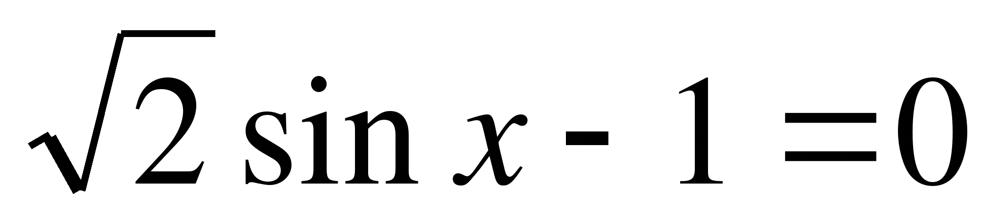 √2 sin x - 1 = 0